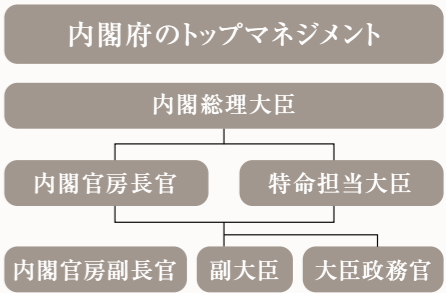 内閣府のトップマネジメント
内閣総理大臣
内閣官房長官
特命担当大臣
内閣官房副長官
副大臣
大臣政務官